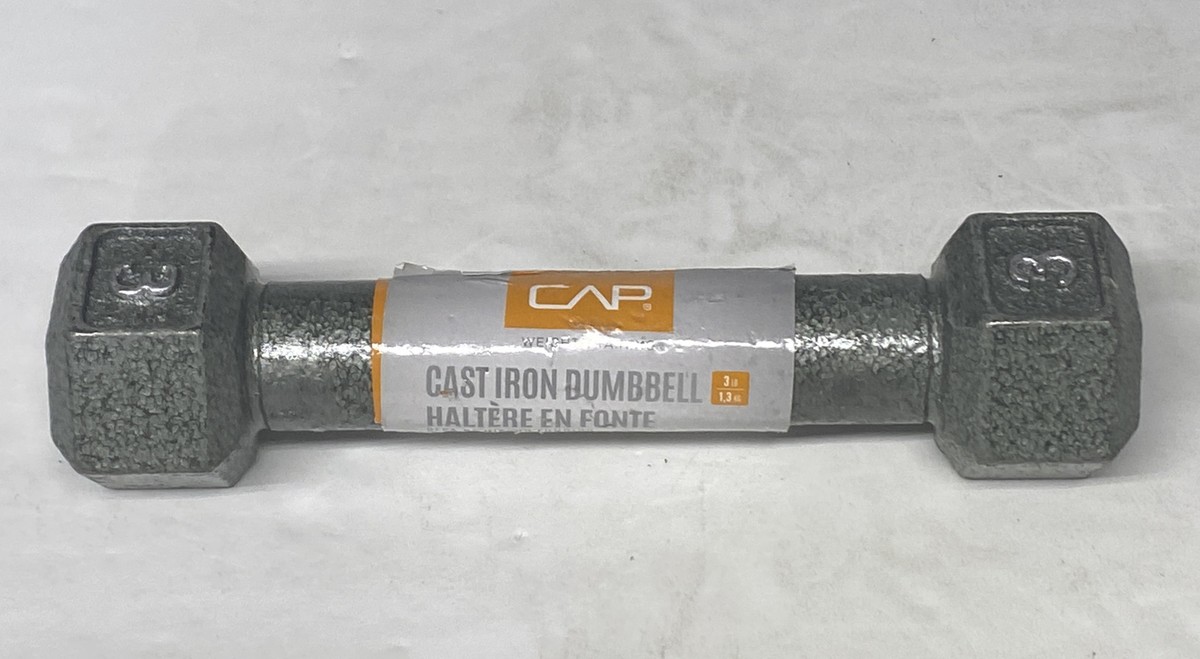 3
3
CAP
CAST IRON DUMBBELL
3 LB
1,3 KG
HALTÈRE EN FONTE